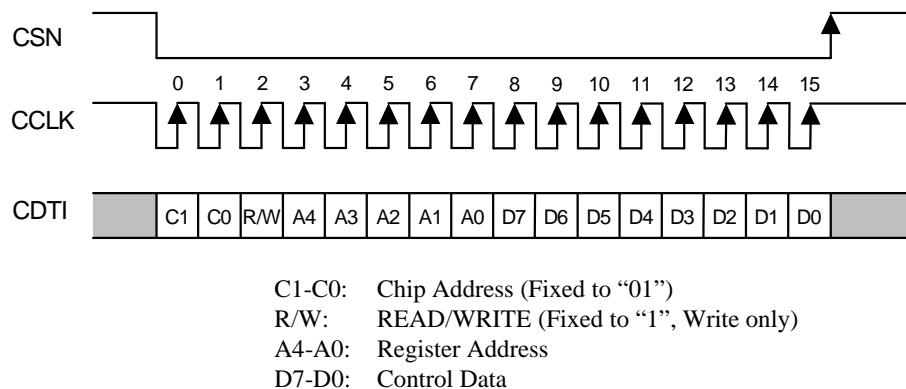 CSN
0 1 2 3 4 5 6 7 8 9 10 11 12 13 14 15
CCLK
CDTI C1 C0 R/W A4 A3 A2 A1 A0 D7 D6 D5 D4 D3 D2 D1 D0
C1-C0: Chip Address (Fixed to “01”)
R/W: READ/WRITE (Fixed to “1”, Write only)
A4-A0: Register Address
D7-D0: Control Data